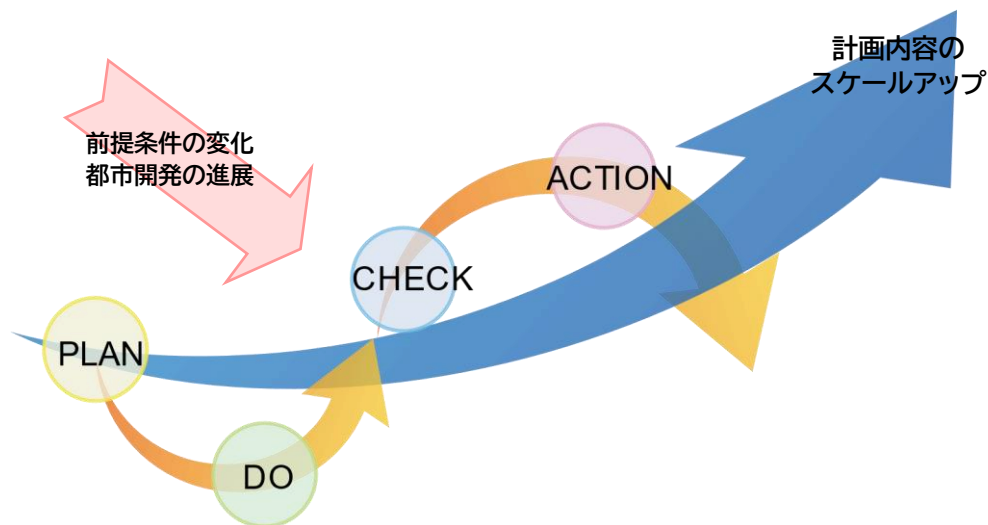 計画内容の
スケールアップ
前提条件の変化
都市開発の進展
ACTION
CHECK
PLAN
DO